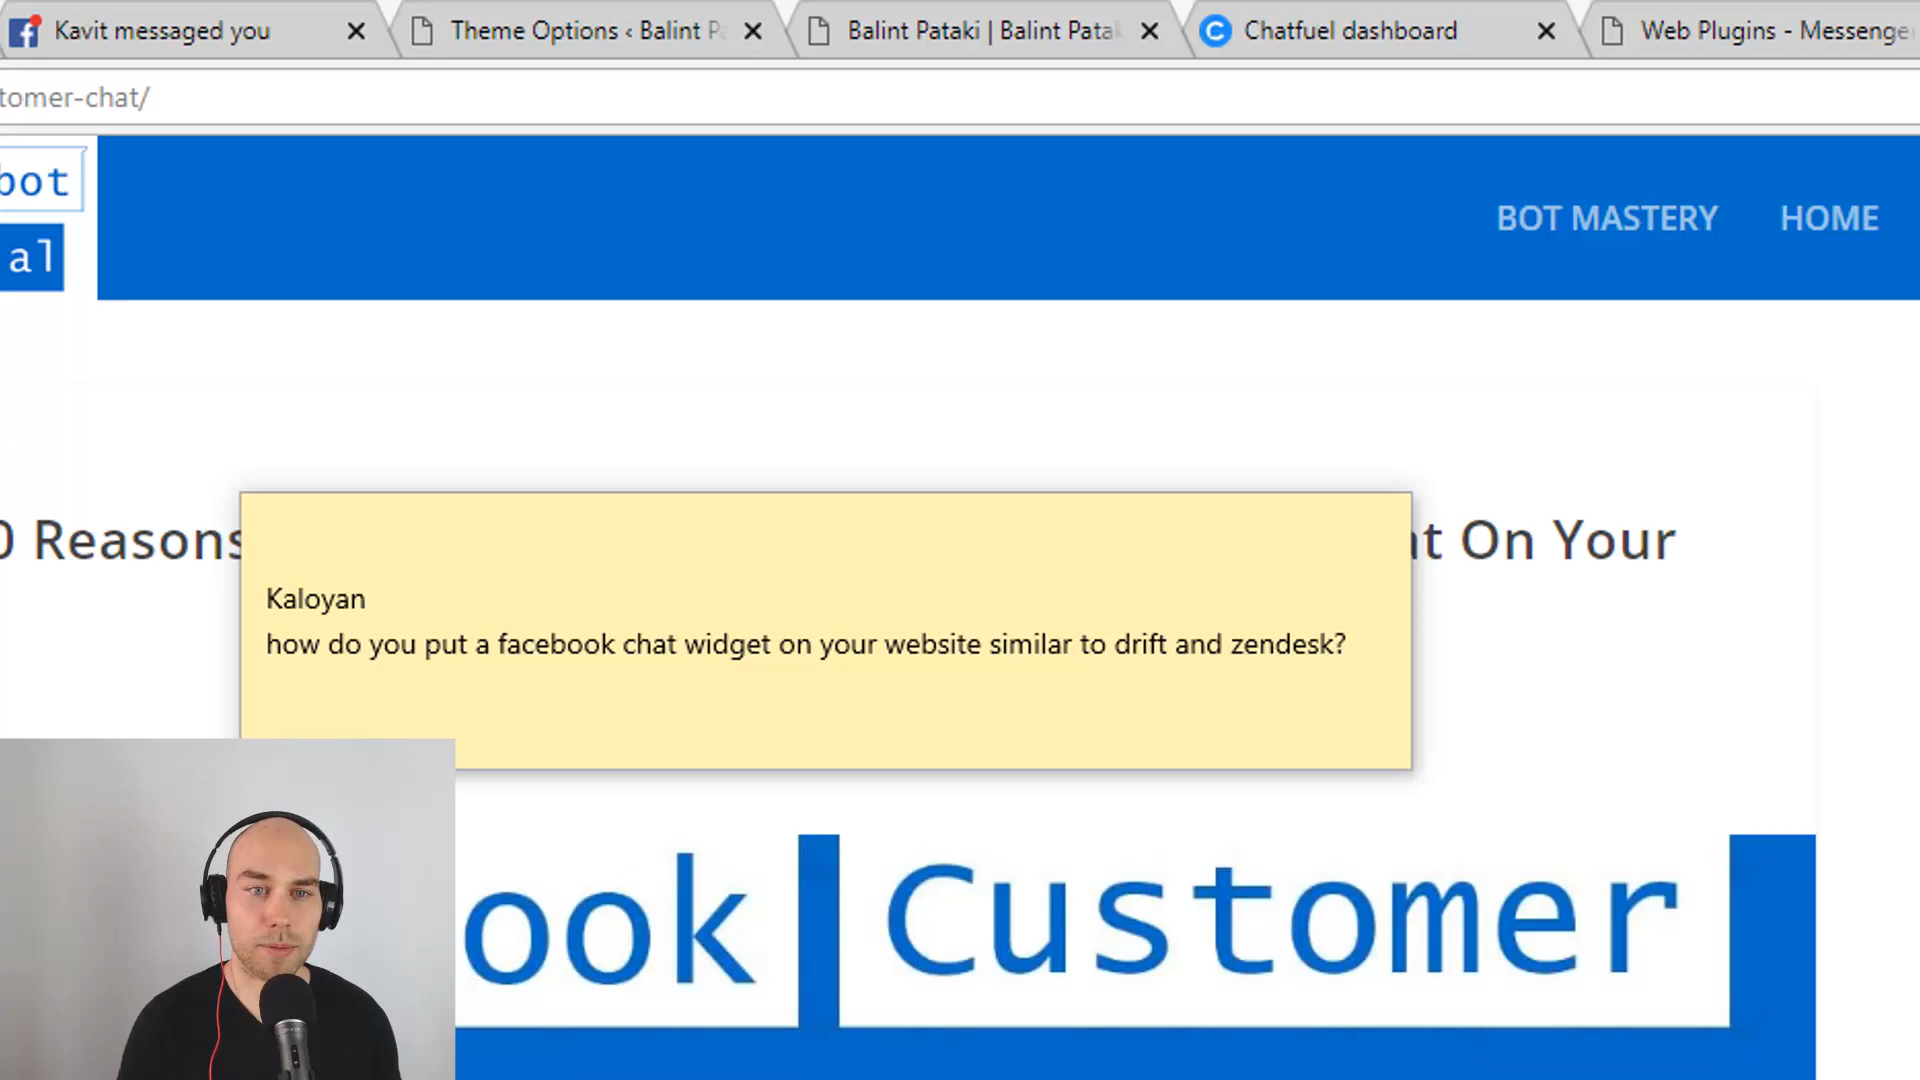 Kavit messaged you
Theme Options ‹ Balint P
Balint Pataki | Balint Pata
Chatfuel dashboard
Web Plugins - Messenge
tomer-chat/
bot
al
BOT MASTERY
HOME
0 Reasons
at On Your
Kaloyan
how do you put a facebook chat widget on your website similar to drift and zendesk?
ook
Customer